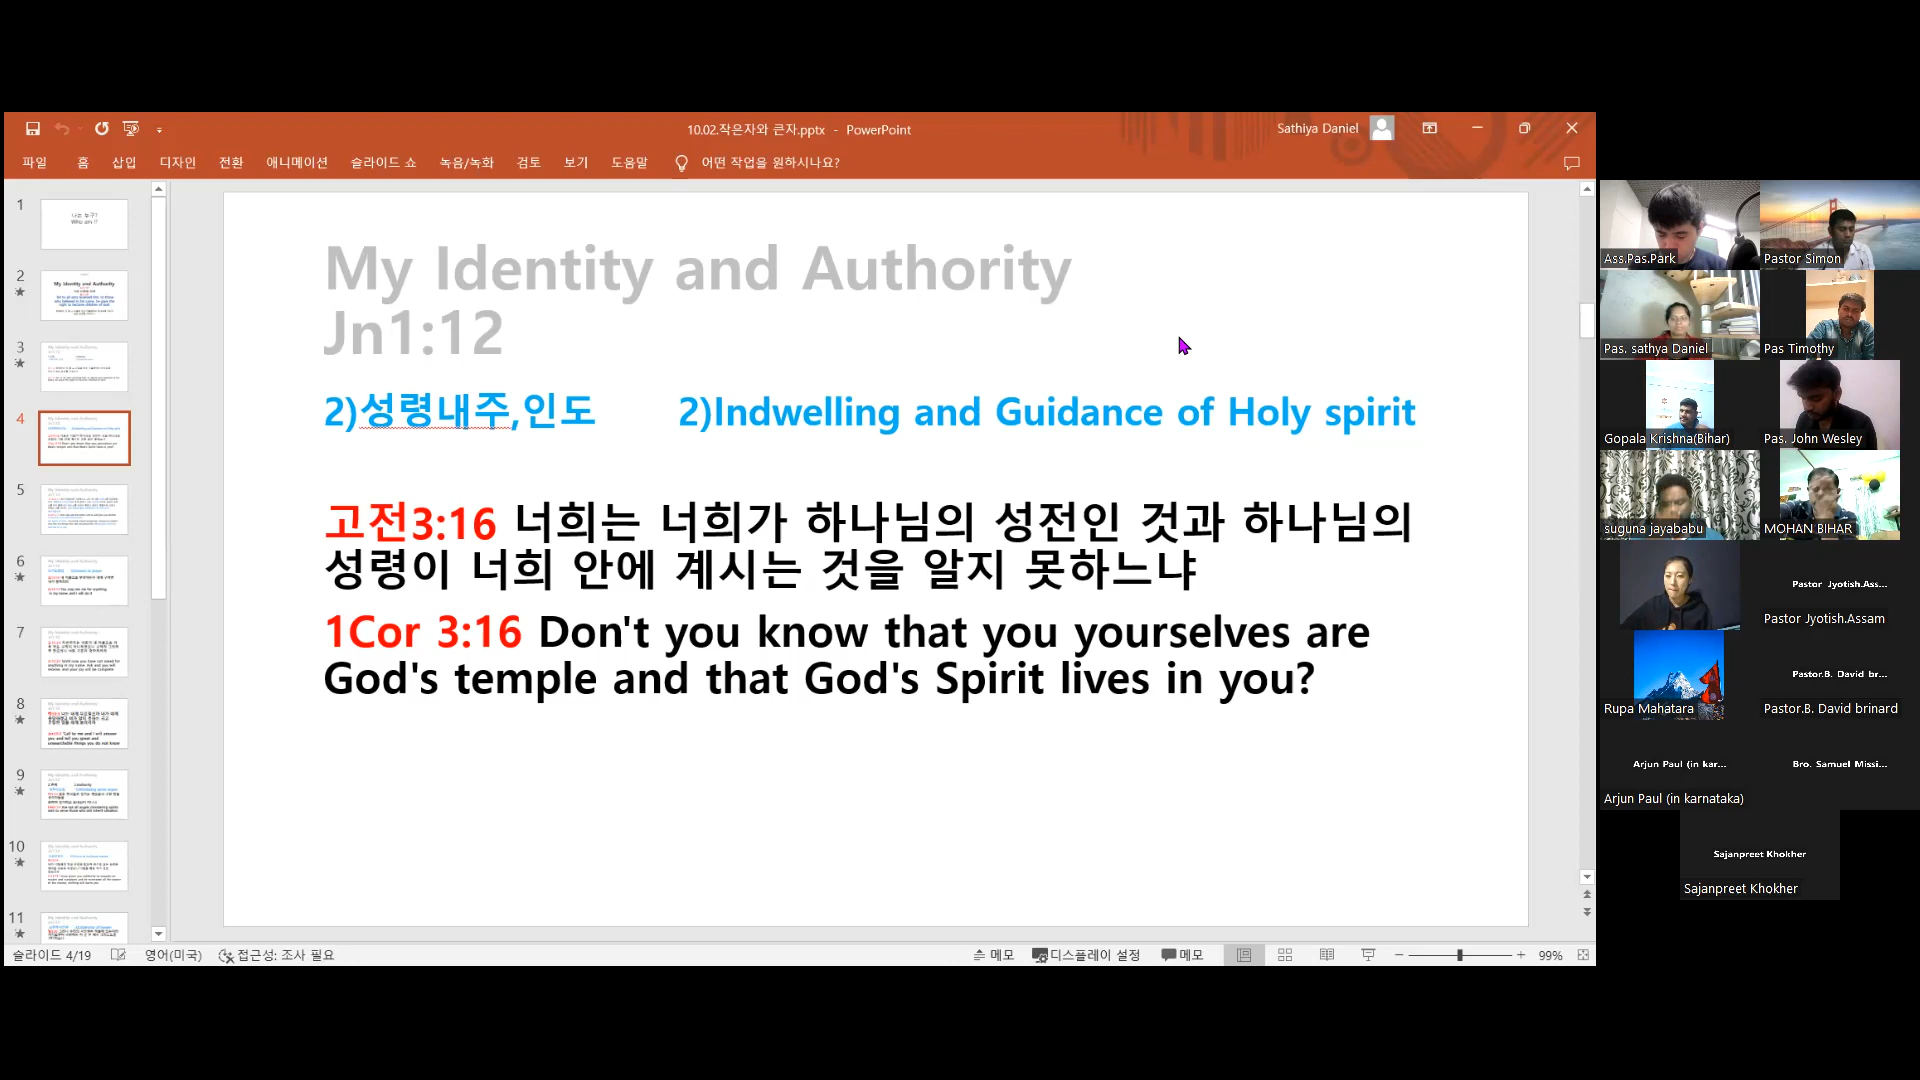 10.02.작은자와 큰자.pptx - PowerPoint
Sathiya Daniel
파일 홈 삽입 디자인 전환 애니메이션 슬라이드 쇼 녹음/녹화 검토 보기 도움말 어떤 작업을 원하시나요?
1
2
3
4
5
6
7
8
9
10
11
My Identity and Authority
Jn1:12
2)성령내주,인도 2)Indwelling and Guidance of Holy spirit
고전3:16 너희는 너희가 하나님의 성전인 것과 하나님의
성령이 너희 안에 계시는 것을 알지 못하느냐
1Cor 3:16 Don't you know that you yourselves are
God's temple and that God's Spirit lives in you?
슬라이드 4/19 영어(미국) 접근성: 조사 필요 메모 디스플레이 설정 메모 99%
Ass.Pas.Park
Pastor Simon
Pas. sathya Daniel
Pas Timothy
Gopala Krishna(Bihar)
Pas. John Wesley
suguna jayababu
MOHAN BIHAR
Pastor Jyotish.Ass...
Pastor Jyotish.Assam
Rupa Mahatara
Pastor.B. David br...
Pastor.B. David brinard
Arjun Paul (in kar...
Arjun Paul (in karnataka)
Bro. Samuel Missi...
Sajanpreet Khokher
Sajanpreet Khokher